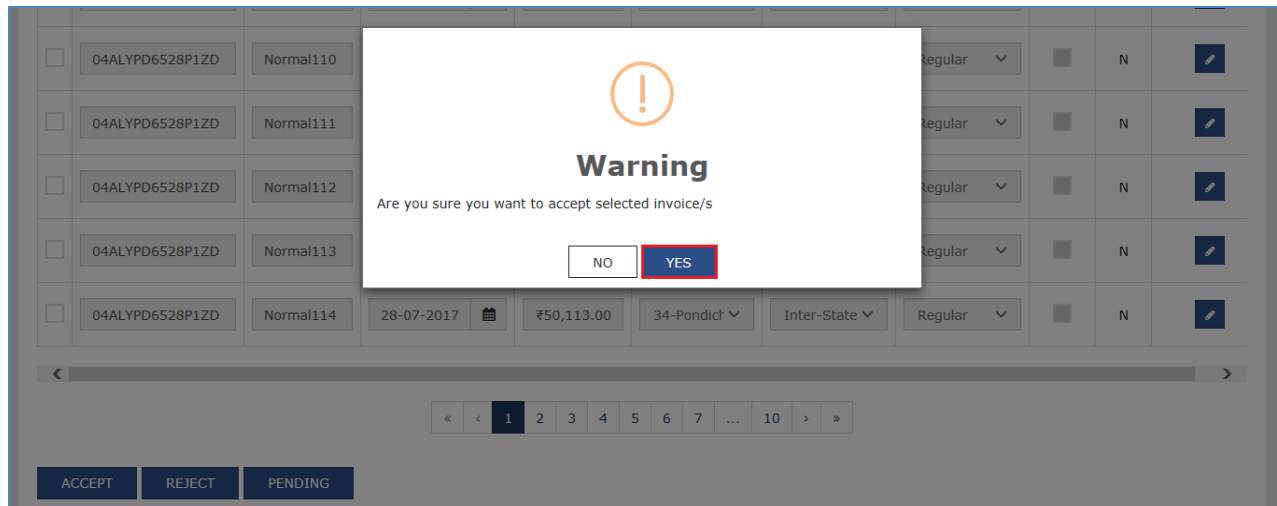 04ALYPD6528P1ZD Normal110 Regular N
04ALYPD6528P1ZD Normal111 Regular N
04ALYPD6528P1ZD Normal112 Regular N
04ALYPD6528P1ZD Normal113 Regular N
Warning
Are you sure you want to accept selected invoice/s
NO YES
04ALYPD6528P1ZD Normal114 28-07-2017 ₹50,113.00 34-Pondich Inter-State Regular N
« ‹ 1 2 3 4 5 6 7 ... 10 › »
ACCEPT REJECT PENDING